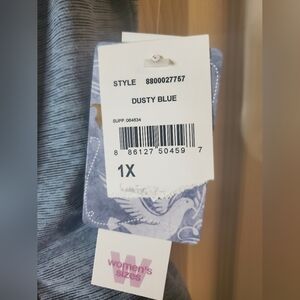 STYLE 8800027757
DUSTY BLUE
SUPP 064534
8 86127 50459 7
1X
W
women's
sizes